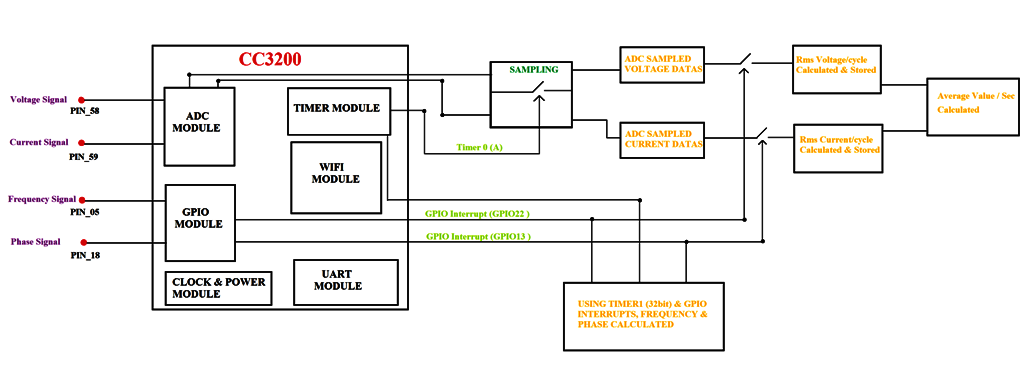 CC3200
Voltage Signal
PIN_58
Current Signal
PIN_59
Frequency Signal
PIN_05
Phase Signal
PIN_18
ADC
MODULE
TIMER MODULE
WIFI
MODULE
GPIO
MODULE
CLOCK & POWER
MODULE
UART
MODULE
SAMPLING
Timer 0 (A)
GPIO Interrupt (GPIO22 )
GPIO Interrupt (GPIO13 )
ADC SAMPLED
VOLTAGE DATAS
ADC SAMPLED
CURRENT DATAS
Rms Voltage/cycle
Calculated & Stored
Rms Current/cycle
Calculated & Stored
Average Value / Sec
Calculated
USING TIMER1 (32bit) & GPIO
INTERRUPTS, FREQUENCY &
PHASE CALCULATED